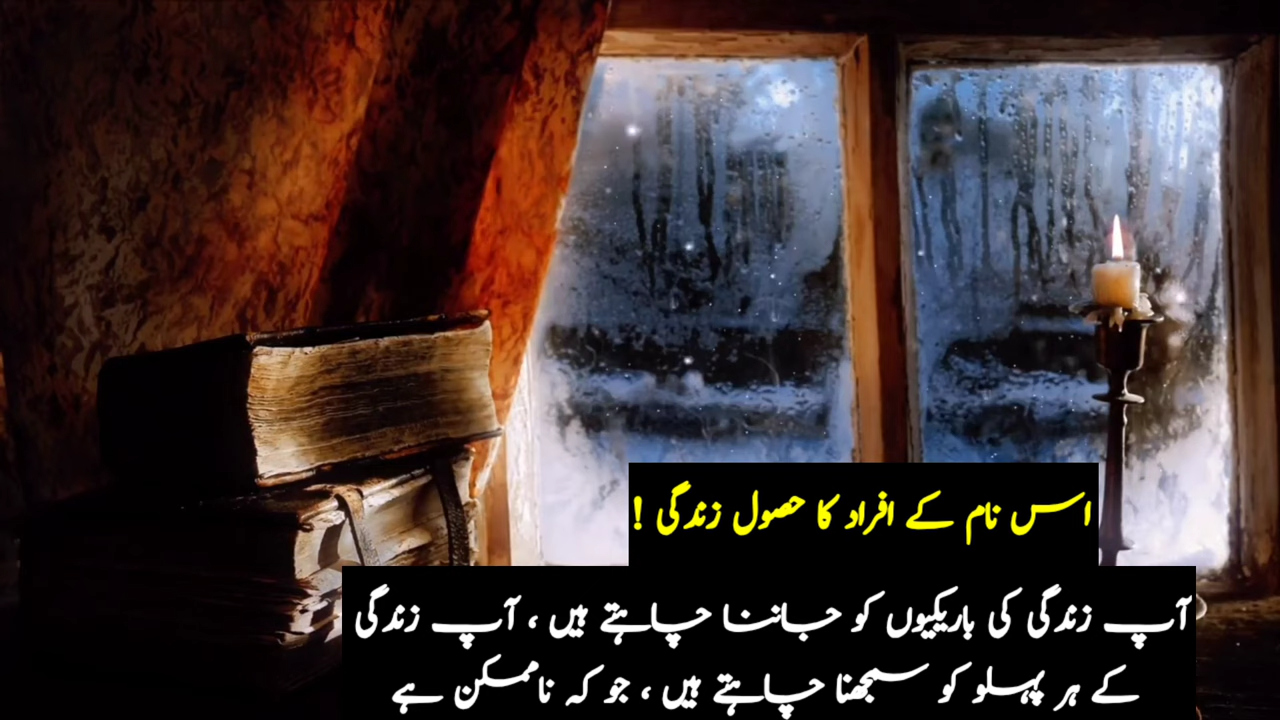 اس نام کے افراد کا حصول زندگی !
آپ زندگی کی باریکیوں کو جاننا چاہتے ہیں ، آپ زندگی
کے ہر پہلو کو سمجھنا چاہتے ہیں ، جو کہ ناممکن ہے